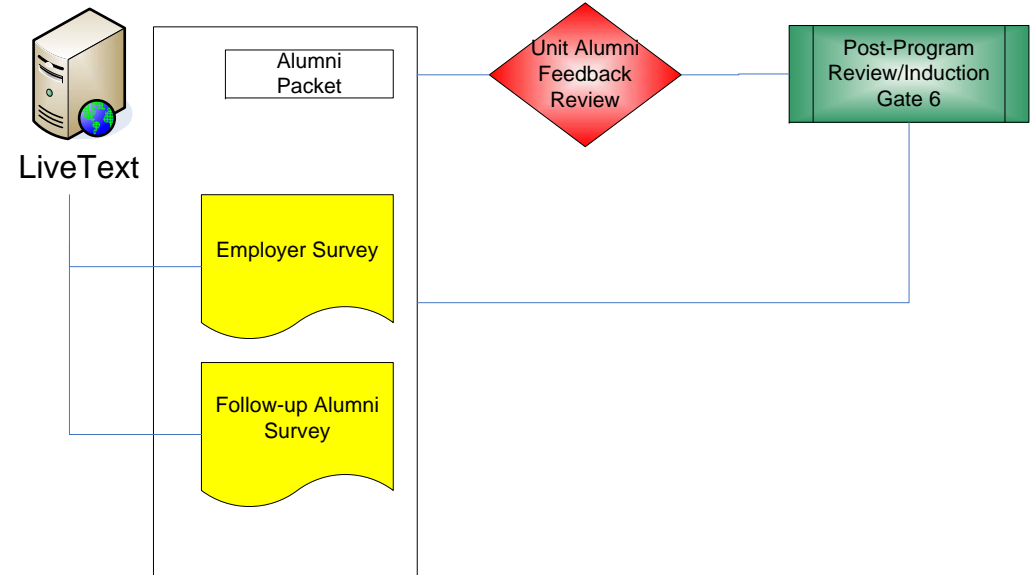 Alumni
Packet
Unit Alumni
Feedback
Review
Post-Program
Review/Induction
Gate 6
LiveText
Employer Survey
Follow-up Alumni
Survey